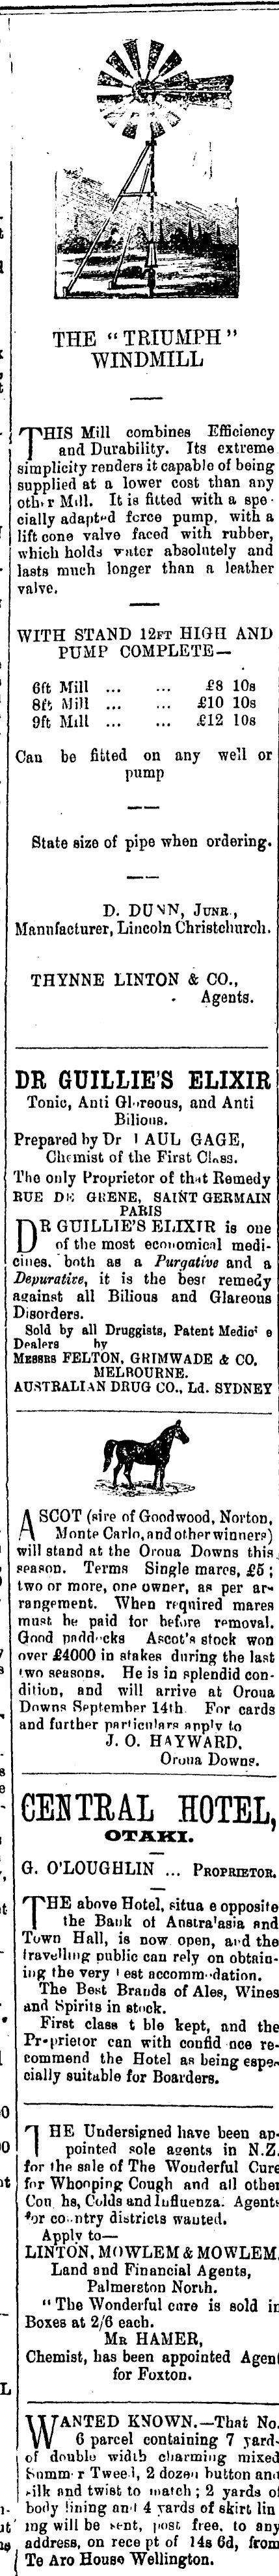 THE "TRIUMPH"
WINDMILL
THIS Mill combines Efficiency
and Durability. Its extreme
simplicity renders it capable of being
supplied at a lower cost than any
other Mill. It is fitted with a spe-
cially adapted force pump, with a
lift cone valve faced with rubber,
which holds water absolutely and
lasts much longer than a leather
valve.
WITH STAND 12FT HIGH AND
PUMP COMPLETE—
6ft Mill ... ... £8 10s
8ft Mill ... ... £10 10s
9ft Mill ... ... £12 10s
Can be fitted on any well or
pump
State size of pipe when ordering.
D. DUNN, JUNR.,
Mannfacturer, Lincoln Christchurch.
THYNNE LINTON & CO.,
Agents.
DR GUILLIE'S ELIXIR
Tonic, Anti Glareous, and Anti
Bilious.
Prepared by Dr PAUL GAGE,
Chemist of the First Class.
The only Proprietor of that Remedy
RUE DE GRENE, SAINT GERMAIN
PARIS
DR GUILLIE'S ELIXIR is one
of the most economical medi-
cines, both as a Purgative and a
Depurative, it is the best remedy
against all Bilious and Glareous
Disorders.
Sold by all Druggists, Patent Medici e
Dealers by
MESSRS FELTON, GRIMWADE & CO.
MELBOURNE.
AUSTRALIAN DRUG CO., Ld. SYDNEY
ASCOT (sire of Goodwood, Norton,
Monte Carlo, and other winners)
will stand at the Oroua Downs this
season. Terms Single mares, £5;
two or more, one owner, as per ar-
rangement. When required mares
must be paid for before removal.
Good paddocks Ascot's stock won
over £4000 in stakes during the last
two seasons. He is in splendid con-
dition, and will arrive at Oroua
Downs September 14th. For cards
and further particulars apply to
J. O. HAYWARD,
Oroua Downs.
CENTRAL HOTEL,
OTAKI.
G. O'LOUGHLIN ... PROPRIETOR.
THE above Hotel, situa e opposite
the Bank of Anstra'asia and
Town Hall, is now open, and the
travelling public can rely on obtain-
ing the very best accommodation.
The Best Brands of Ales, Wines
and Spirits in stock.
First class t ble kept, and the
Proprietor can with confid nce re-
commend the Hotel as being espe-
cially suitable for Boarders.
THE Undersigned have been ap-
pointed sole agents in N.Z.
for the sale of The Wonderful Cure
for Whooping Cough and all other
Con hs, Colds and Influenza. Agents
for co ntry districts wanted.
Apply to—
LINTON, MOWLEM & MOWLEM,
Land and Financial Agents,
Palmerston North.
"The Wonderful cure is sold in
Boxes at 2/6 each.
MR HAMER,
Chemist, has been appointed Agent
for Foxton.
WANTED KNOWN.—That No.
6 parcel containing 7 yards
of double width charming mixed
Summ r Tweed, 2 dozen button and
silk and twist to match; 2 yards of
body lining and 4 yards of skirt lin
ing will be sent, post free, to any
address, on rece pt of 14s 6d, from
Te Aro House Wellington.